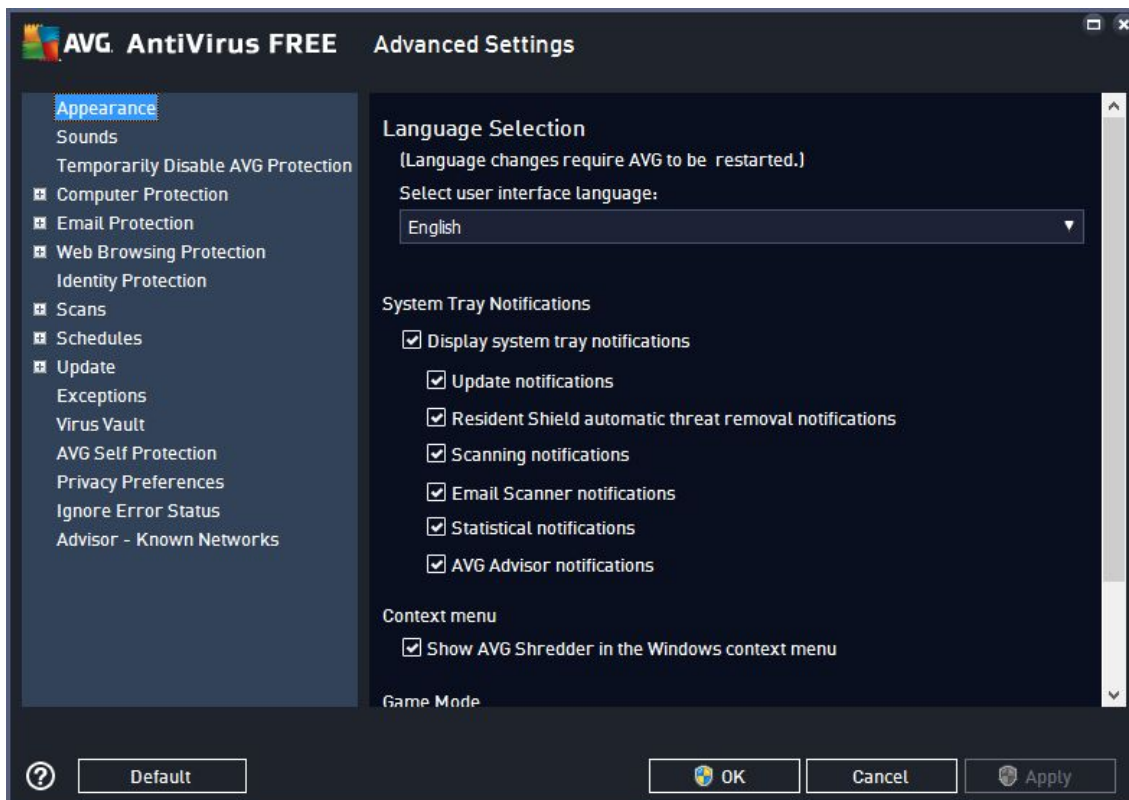 AVG. AntiVirus FREE Advanced Settings
Appearance
Sounds
Temporarily Disable AVG Protection
Computer Protection
Email Protection
Web Browsing Protection
Identity Protection
Scans
Schedules
Update
Exceptions
Virus Vault
AVG Self Protection
Privacy Preferences
Ignore Error Status
Advisor - Known Networks
Language Selection
(Language changes require AVG to be restarted.)
Select user interface language:
English
System Tray Notifications
Display system tray notifications
Update notifications
Resident Shield automatic threat removal notifications
Scanning notifications
Email Scanner notifications
Statistical notifications
AVG Advisor notifications
Context menu
Show AVG Shredder in the Windows context menu
Game Mode
Default
OK
Cancel
Apply